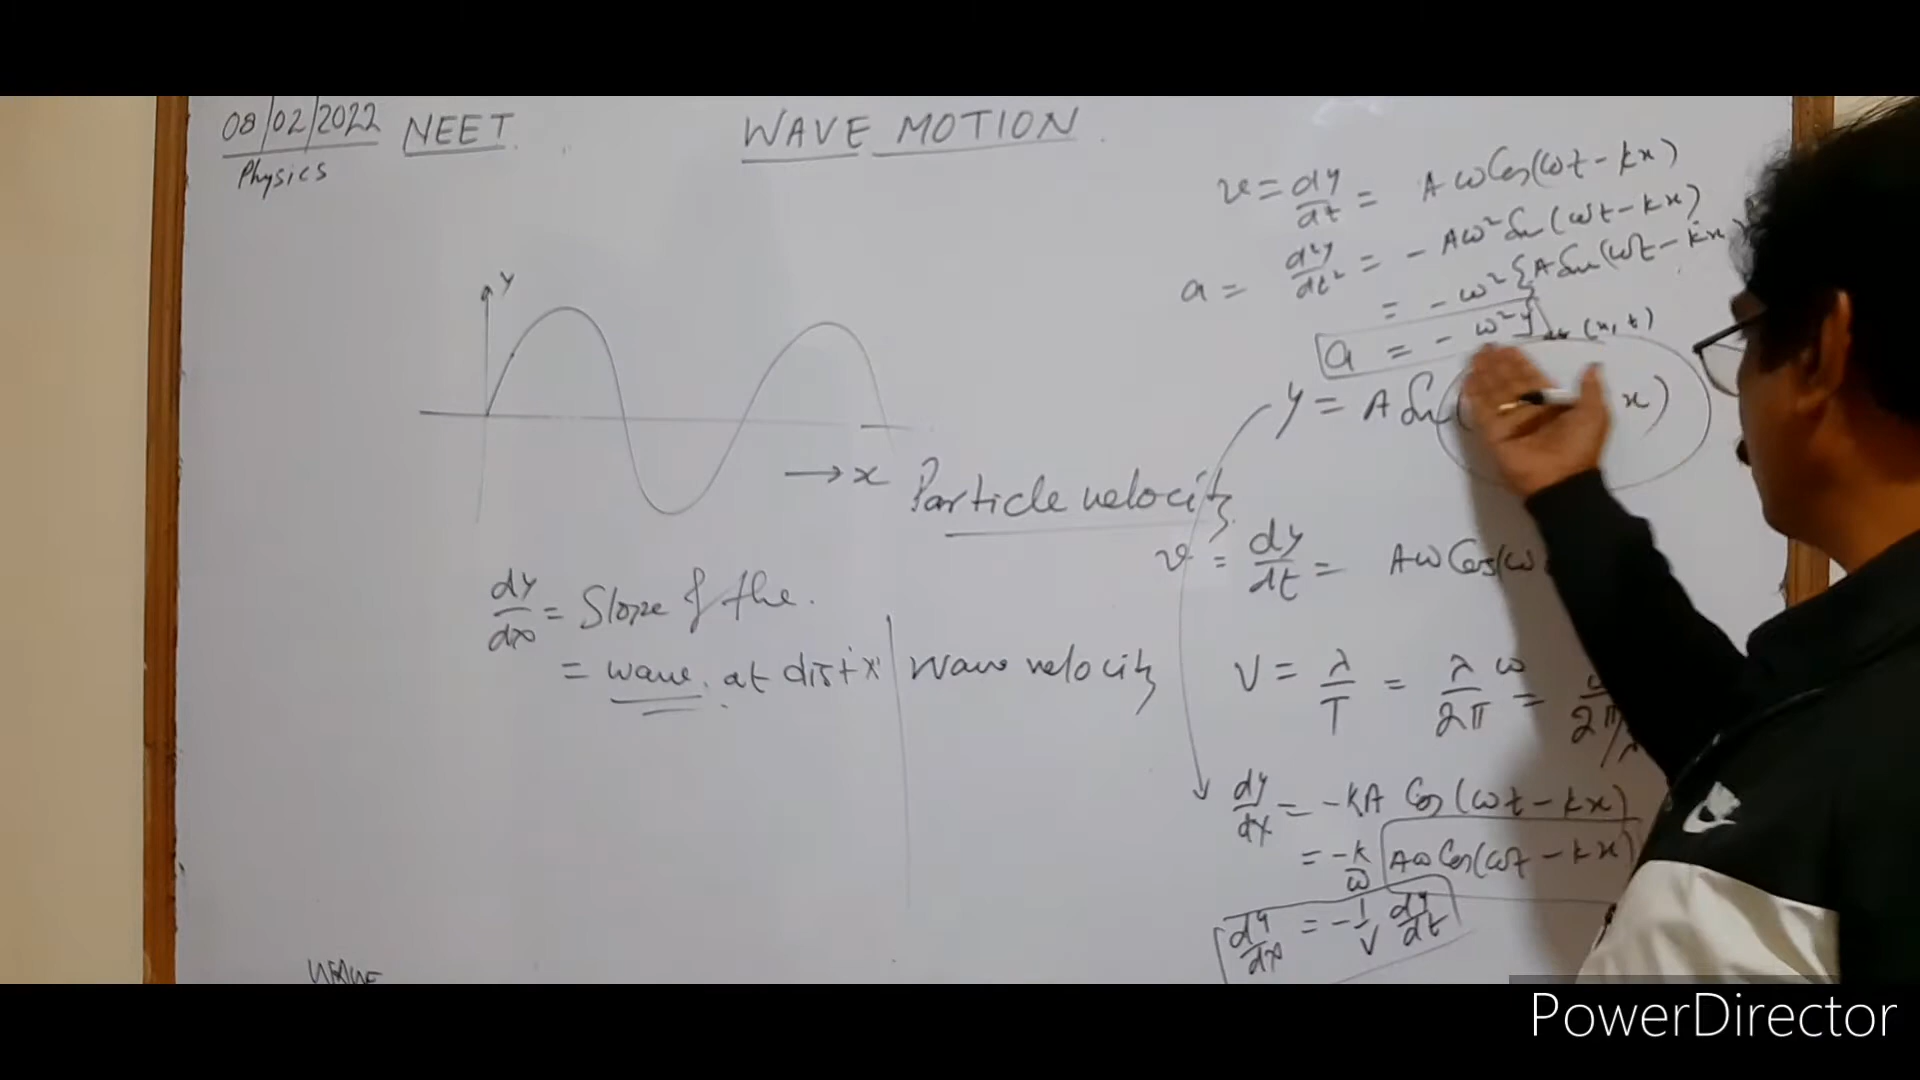 08/02/2022 NEET
Physics
WAVE MOTION
v = dy/dt = Aω Cos(ωt - kx)
a = d²y/dt² = - Aω² Sin (ωt - kx)
= - ω² {A Sin (ωt - kx)
a = - ω²y at (x, t)
y = A Sin ( x)
y
→ x
Particle velocity
v = dy/dt = Aω Cos(ω
dy/dx = Slope of the
= wave. at dist 'x'
Wave velocity
V = λ/T = λ/2π ω = ω/2π/λ
dy/dx = -kA Cos (ωt - kx)
= -k/ω Aω Cos(ωt - kx)
dy/dx = - 1/V dy/dt
WAVE
PowerDirector